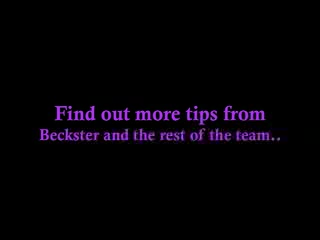 Find out more tips from
Beckster and the rest of the team..